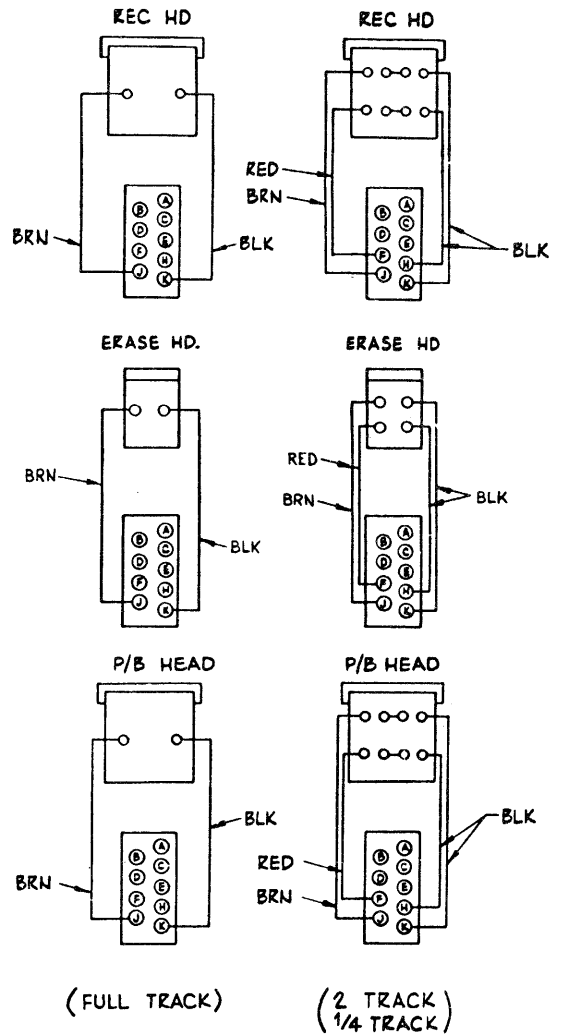 REC HD
REC HD
RED
BRN
BRN
BLK
BLK
A
B
C
D
E
F
H
J
K
A
B
C
D
E
F
H
J
K
ERASE HD.
ERASE HD
BRN
RED
BRN
BLK
BLK
A
B
C
D
E
F
H
J
K
A
B
C
D
E
F
H
J
K
P/B HEAD
P/B HEAD
BLK
BLK
BRN
RED
BRN
A
B
C
D
E
F
H
J
K
A
B
C
D
E
F
H
J
K
(FULL TRACK)
(2 TRACK
1/4 TRACK)